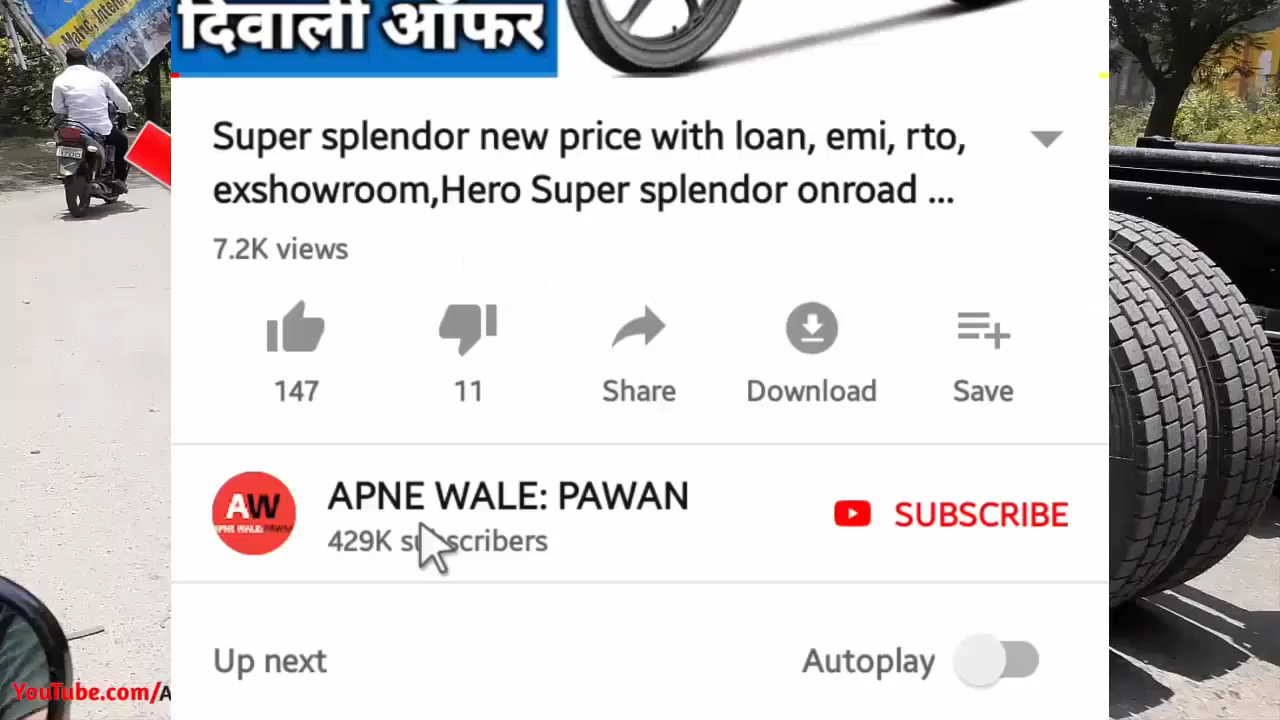 दिवाली ऑफर
Super splendor new price with loan, emi, rto,
exshowroom,Hero Super splendor onroad ...
7.2K views
147
11
Share
Download
Save
AW
APNE WALE: PAWAN
429K subscribers
SUBSCRIBE
Up next
Autoplay
YouTube.com/A